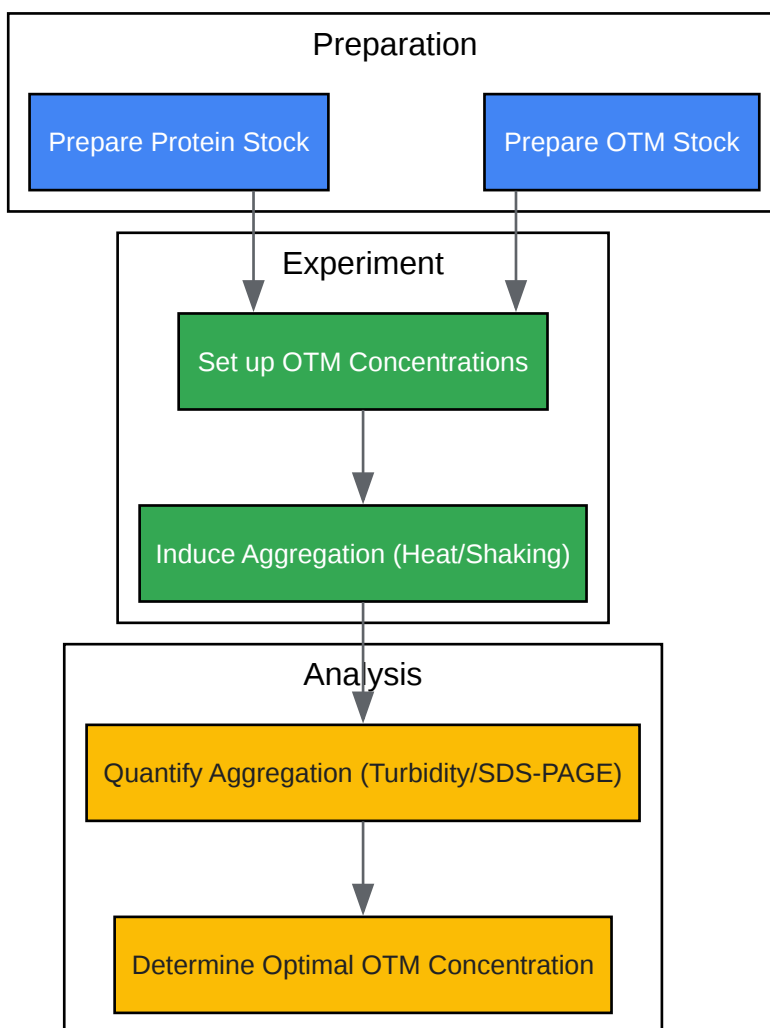 Preparation
Prepare Protein Stock
Prepare OTM Stock
Experiment
Set up OTM Concentrations
Induce Aggregation (Heat/Shaking)
Analysis
Quantify Aggregation (Turbidity/SDS-PAGE)
Determine Optimal OTM Concentration